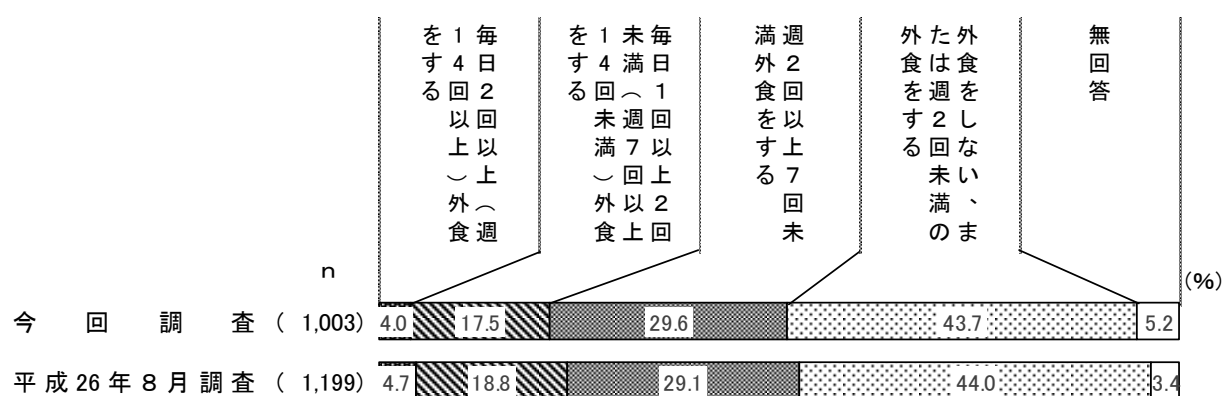 毎日２回以上（週
１４回以上）外食
をする
毎日１回以上２回
未満（週７回以上
１４回未満）外食
をする
週２回以上７回未
満外食をする
外食をしない、ま
たは週２回未満の
外食をする
無回答
ｎ
(%)
今回調査 ( 1,003) 4.0 17.5 29.6 43.7 5.2
平成26年８月調査 ( 1,199) 4.7 18.8 29.1 44.0 3.4